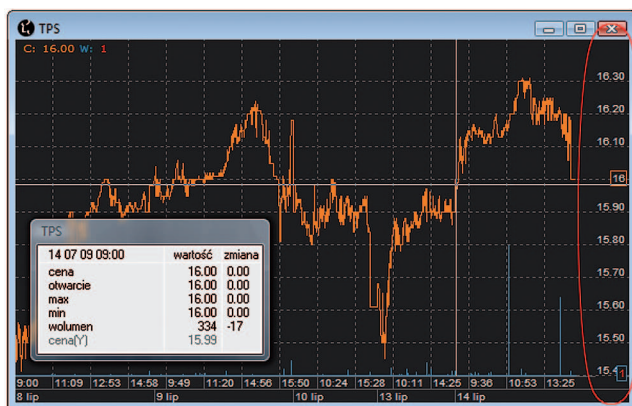 TPS
C: 16.00 W: 1
16.30
16.20
16.10
16
15.90
15.80
15.70
15.60
15.50
15.4
1
TPS
14 07 09 09:00 wartość zmiana
cena 16.00 0.00
otwarcie 16.00 0.00
max 16.00 0.00
min 16.00 0.00
wolumen 334 -17
cena(Y) 15.99
9:00 11:09 12:53 14:58 9:49 11:20 14:56 15:50 10:24 15:28 10:11 14:25 9:36 10:53 13:25
8 lip 9 lip 10 lip 13 lip 14 lip